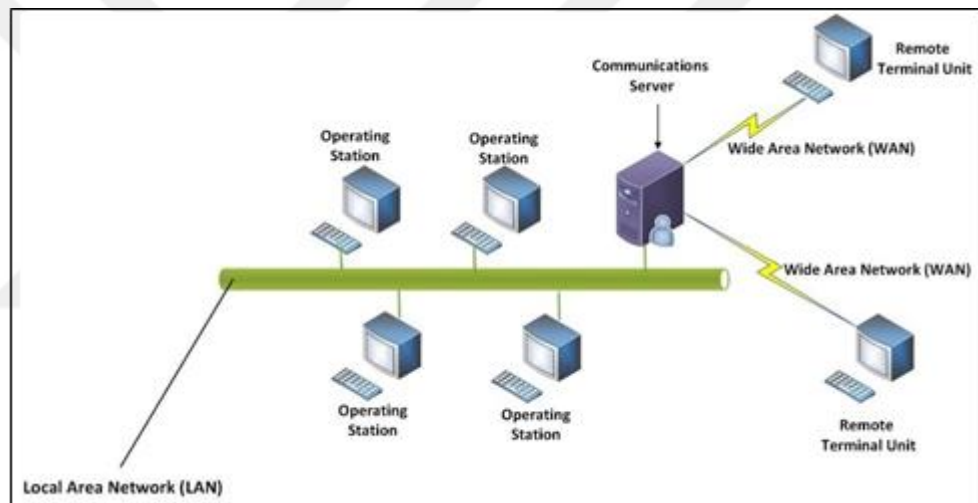 Remote
Terminal Unit
Communications
Server
Operating
Station
Operating
Station
Wide Area Network (WAN)
Wide Area Network (WAN)
Operating
Station
Operating
Station
Remote
Terminal Unit
Local Area Network (LAN)